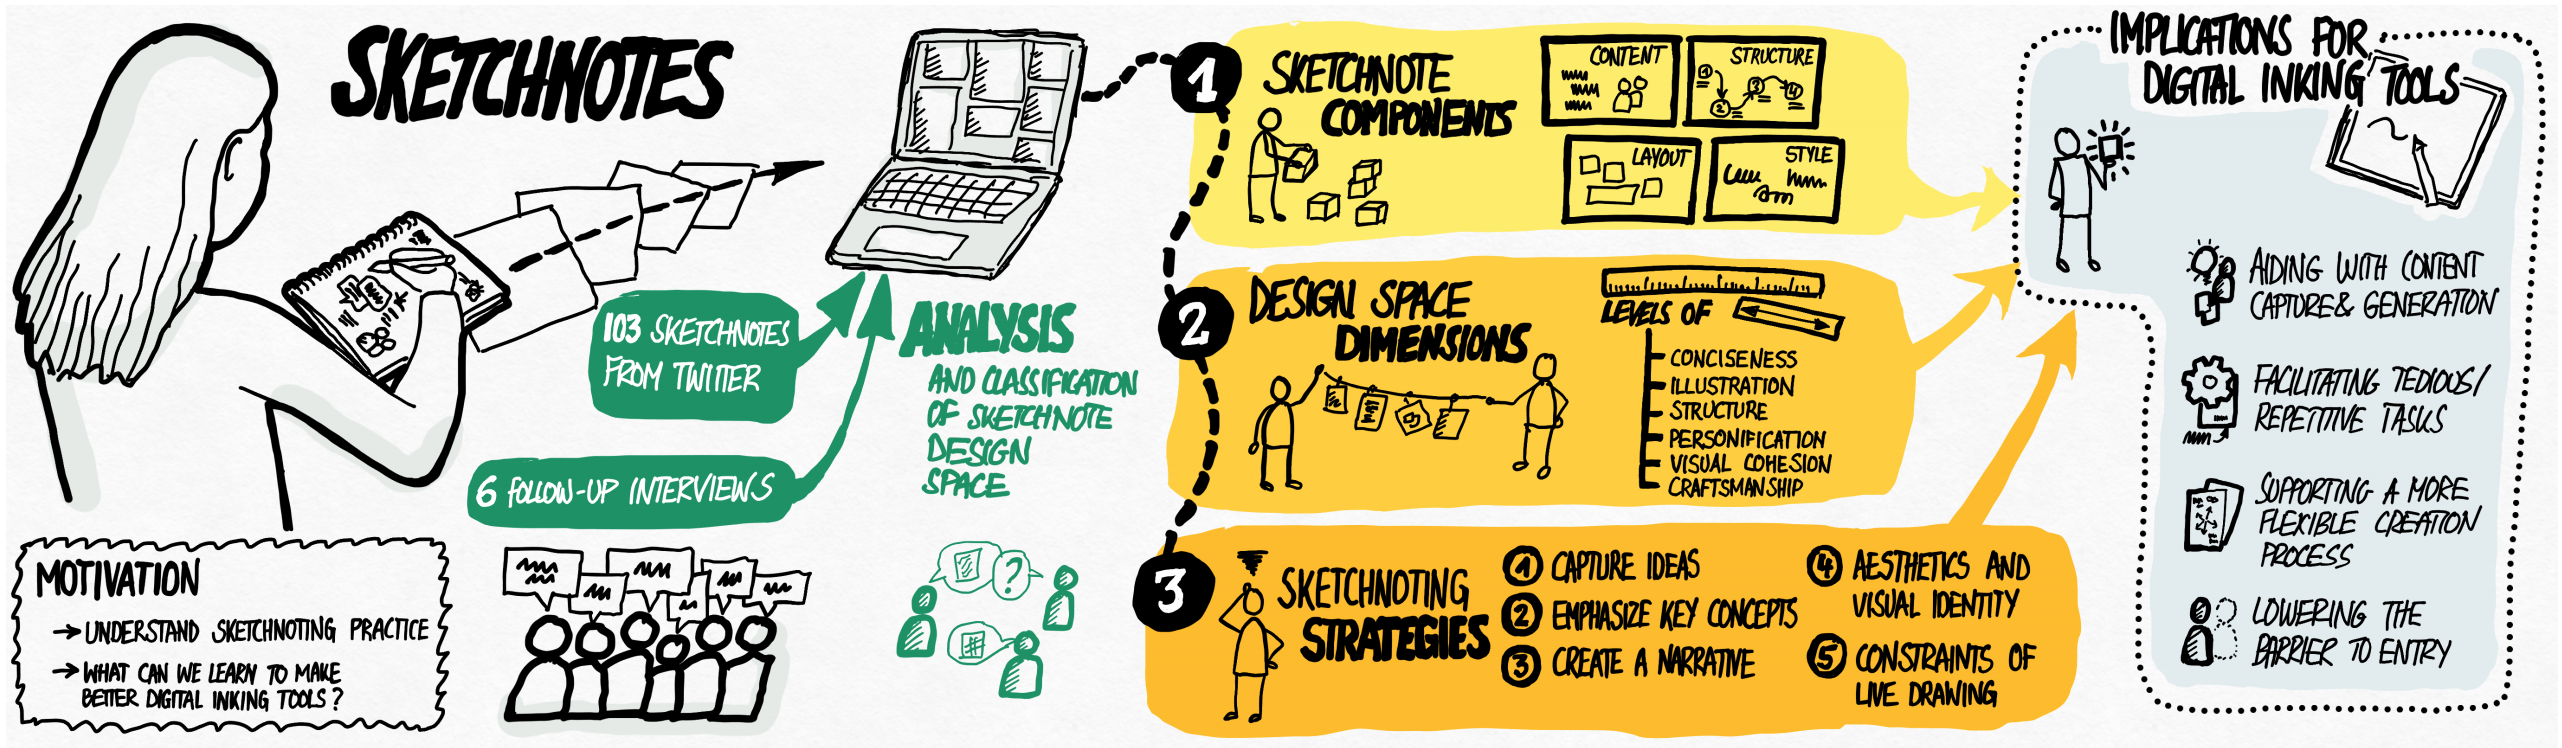 SKETCHNOTES
103 SKETCHNOTES
FROM TWITTER
6 FOLLOW-UP INTERVIEWS
MOTIVATION
→ UNDERSTAND SKETCHNOTING PRACTICE
→ WHAT CAN WE LEARN TO MAKE
BETTER DIGITAL INKING TOOLS?
ANALYSIS
AND CLASSIFICATION
OF SKETCHNOTE
DESIGN
SPACE
?
1
SKETCHNOTE
COMPONENTS
CONTENT
STRUCTURE
1
2
3
4
LAYOUT
STYLE
2
DESIGN SPACE
DIMENSIONS
LEVELS OF
CONCISENESS
ILLUSTRATION
STRUCTURE
PERSONIFICATION
VISUAL COHESION
CRAFTSMANSHIP
3
SKETCHNOTING
STRATEGIES
1 CAPTURE IDEAS
2 EMPHASIZE KEY CONCEPTS
3 CREATE A NARRATIVE
4 AESTHETICS AND
VISUAL IDENTITY
5 CONSTRAINTS OF
LIVE DRAWING
IMPLICATIONS FOR
DIGITAL INKING TOOLS
AIDING WITH CONTENT
CAPTURE & GENERATION
FACILITATING TEDIOUS/
REPETITIVE TASKS
SUPPORTING A MORE
FLEXIBLE CREATION
PROCESS
LOWERING THE
BARRIER TO ENTRY